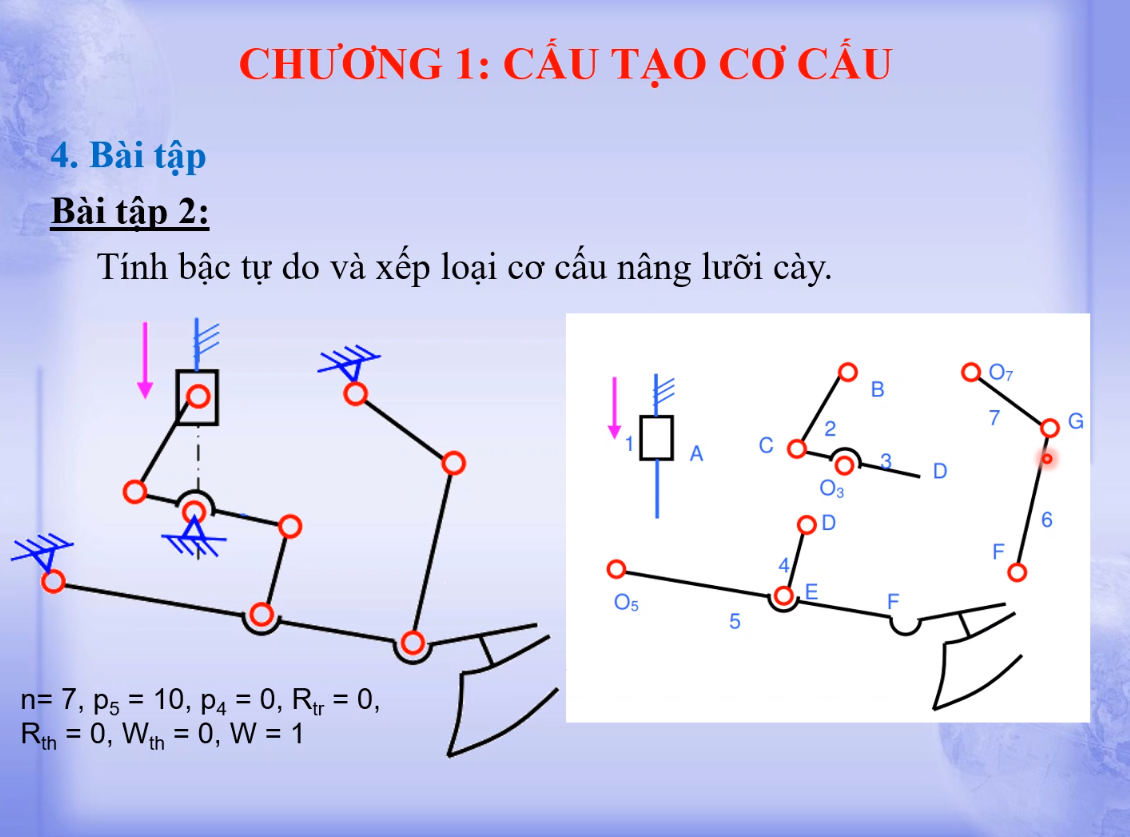 CHƯƠNG 1: CẤU TẠO CƠ CẤU
4. Bài tập
Bài tập 2:
Tính bậc tự do và xếp loại cơ cấu nâng lưỡi cày.
n= 7, p5 = 10, p4 = 0, Rtr = 0,
Rth = 0, Wth = 0, W = 1
B
O7
7
G
1
A
C
2
3
D
O3
6
D
4
E
F
F
O5
5